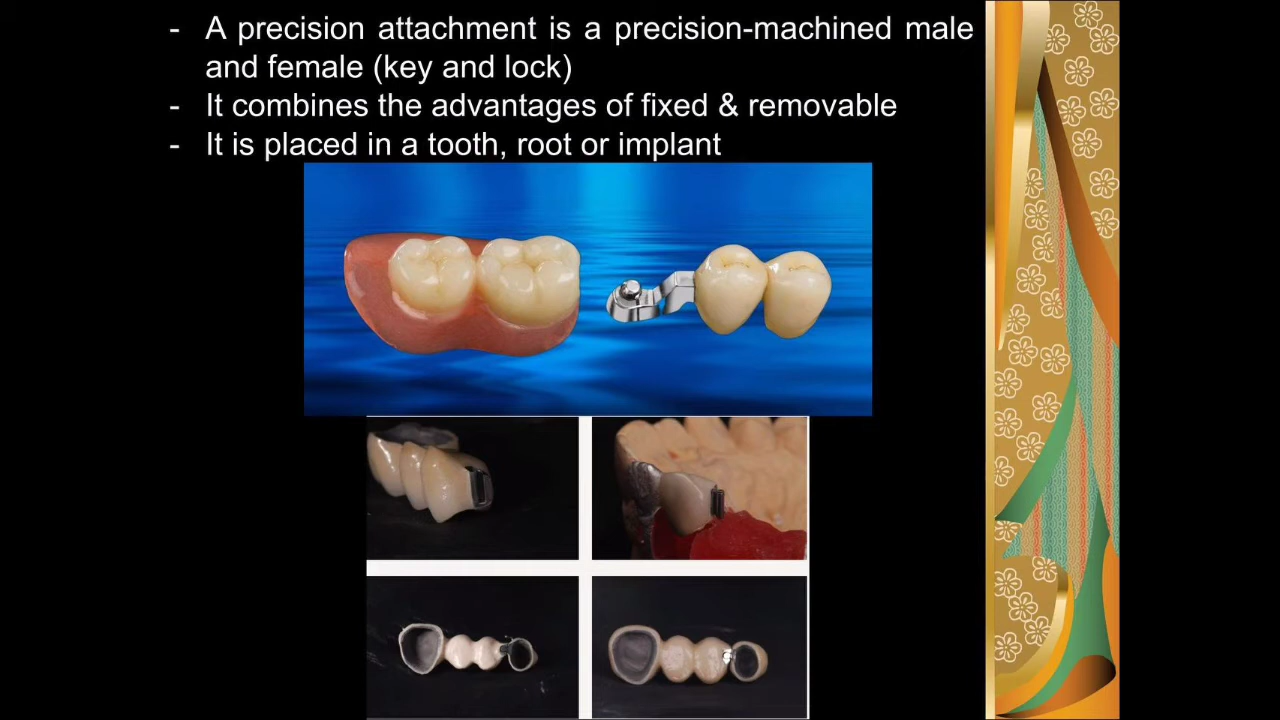 - A precision attachment is a precision-machined male
and female (key and lock)
- It combines the advantages of fixed & removable
- It is placed in a tooth, root or implant